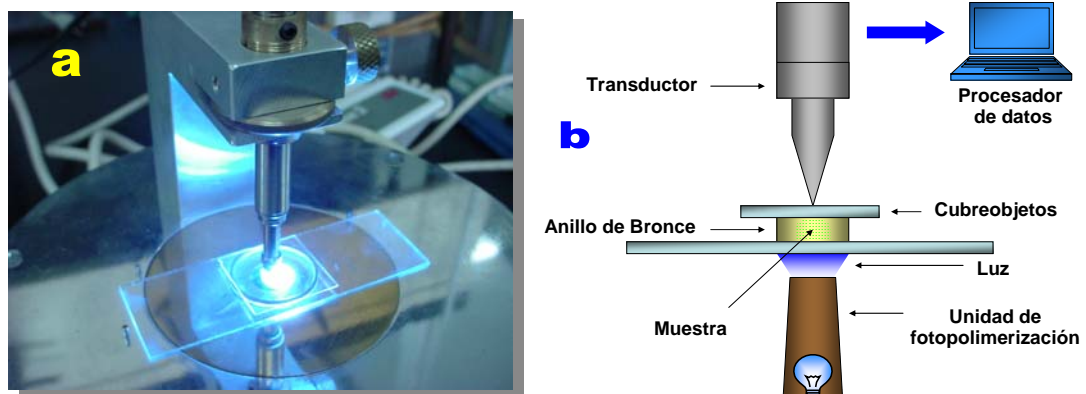 a
b
Transductor
Procesador
de datos
Cubreobjetos
Anillo de Bronce
Luz
Muestra
Unidad de
fotopolimerización